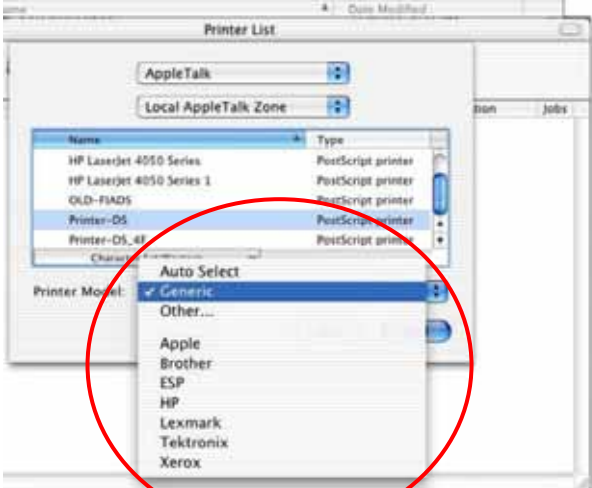 Date Modified
Printer List
AppleTalk
Local AppleTalk Zone
Jobs
Name Type
HP LaserJet 4050 Series PostScript printer
HP LaserJet 4050 Series 1 PostScript printer
OLD-FIADS PostScript printer
Printer-DS PostScript printer
Printer-DS_4E PostScript printer
Printer Model:
Auto Select
✓ Generic
Other...
Apple
Brother
ESP
HP
Lexmark
Tektronix
Xerox